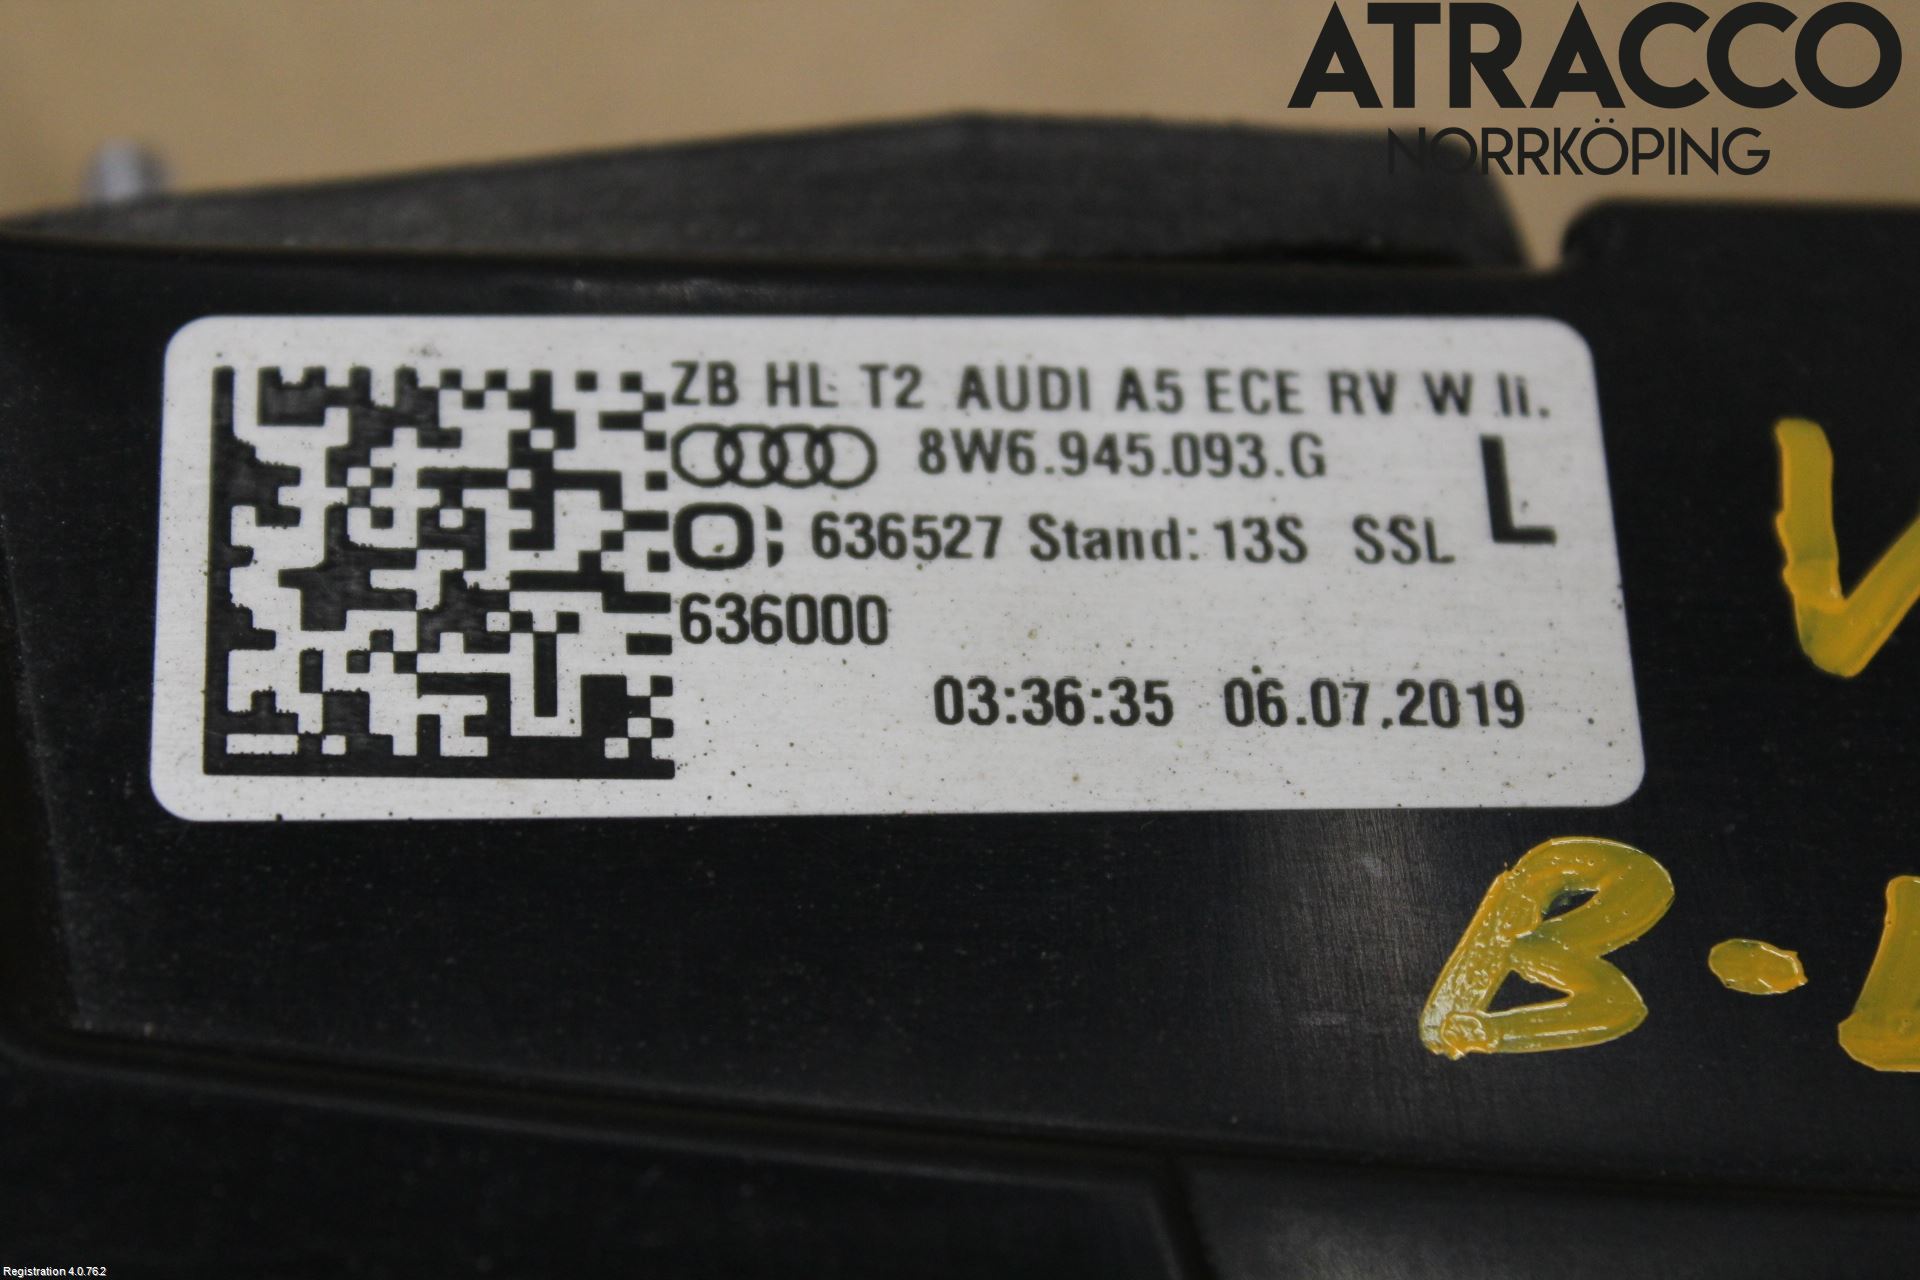 ATRACCO
NORRKÖPING
ZB HL T2 AUDI A5 ECE RV W li.
8W6.945.093.G
L
636527 Stand: 13S SSL
636000
03:36:35 06.07.2019
V
B-
Registration 4.0.76.2